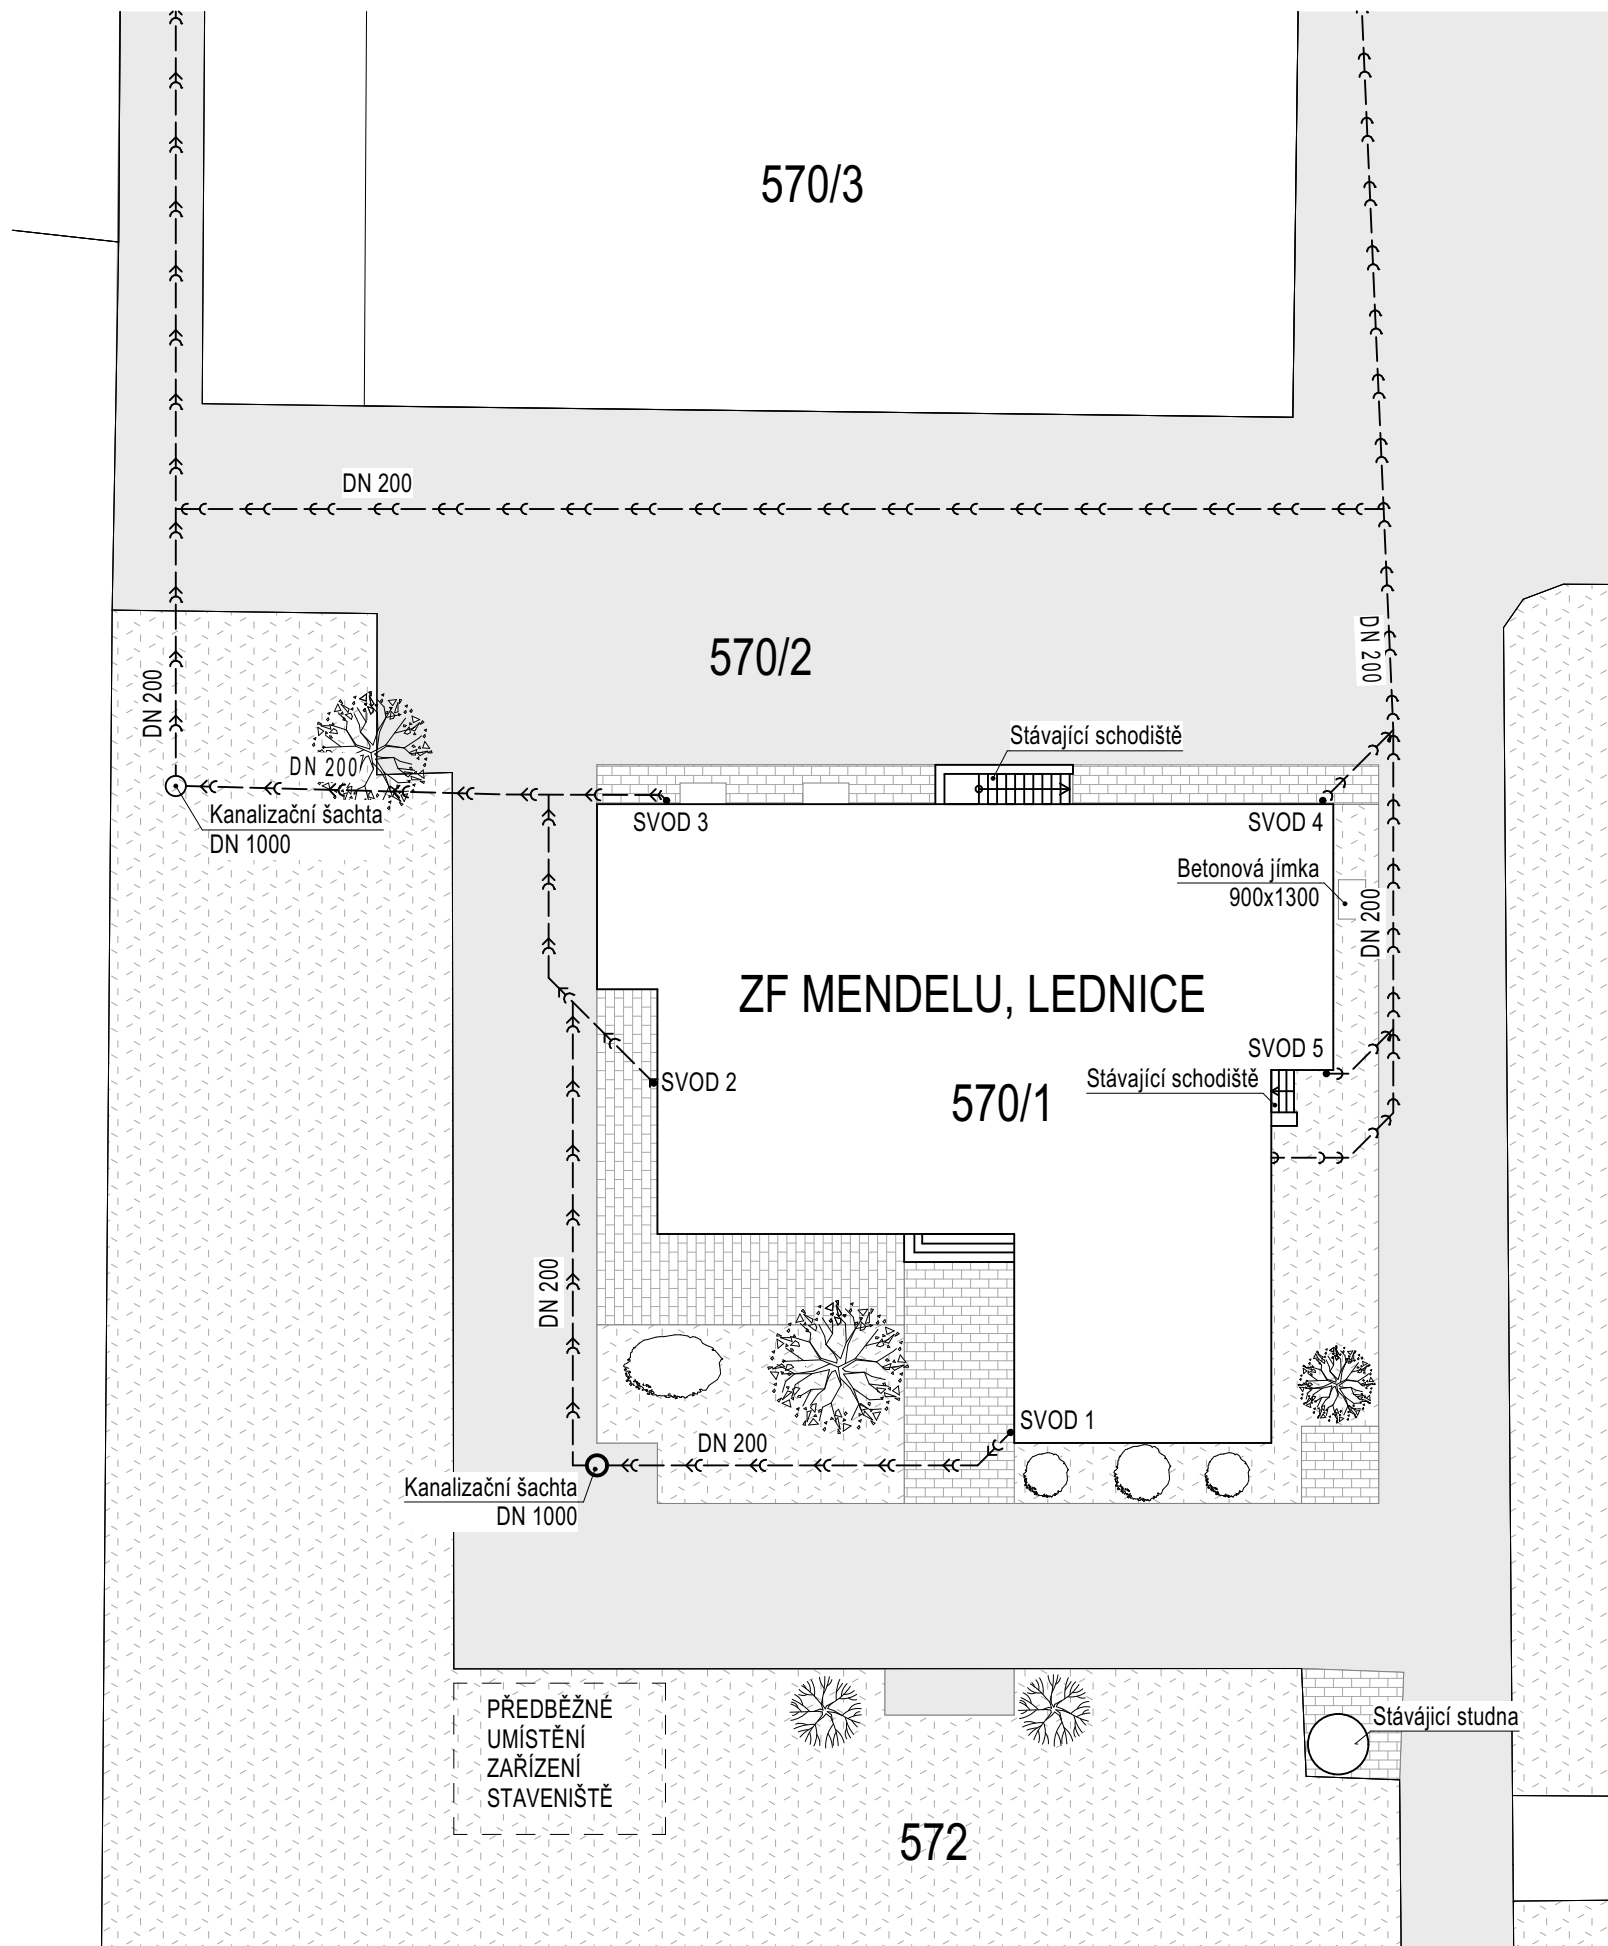 570/3
DN 200
570/2
DN 200
DN 200
Stávající schodiště
DN 200
Kanalizační šachta
DN 1000
SVOD 3
SVOD 4
Betonová jímka
900x1300
DN 200
ZF MENDELU, LEDNICE
SVOD 5
SVOD 2
Stávající schodiště
570/1
DN 200
SVOD 1
DN 200
Kanalizační šachta
DN 1000
PŘEDBĚŽNÉ
UMÍSTĚNÍ
ZAŘÍZENÍ
STAVENIŠTĚ
Stávájicí studna
572